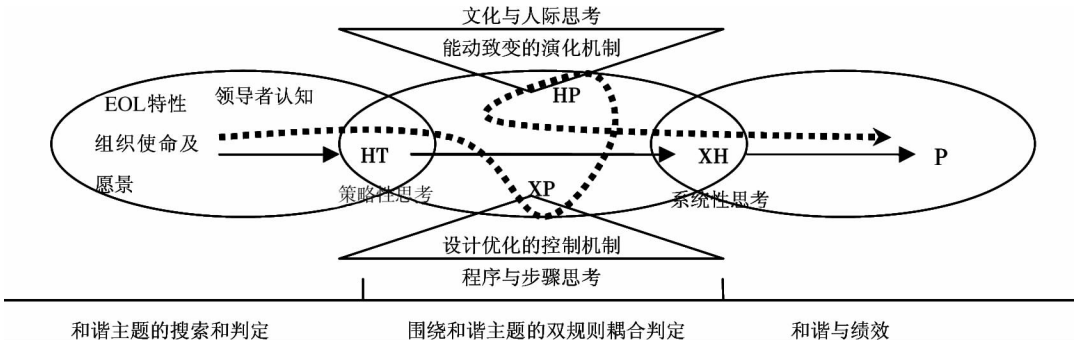 文化与人际思考
能动致变的演化机制
EOL特性 领导者认知
HP
组织使命及
HT
XH
P
愿景
策略性思考
XP
系统性思考
设计优化的控制机制
程序与步骤思考
和谐主题的搜索和判定
围绕和谐主题的双规则耦合判定
和谐与绩效